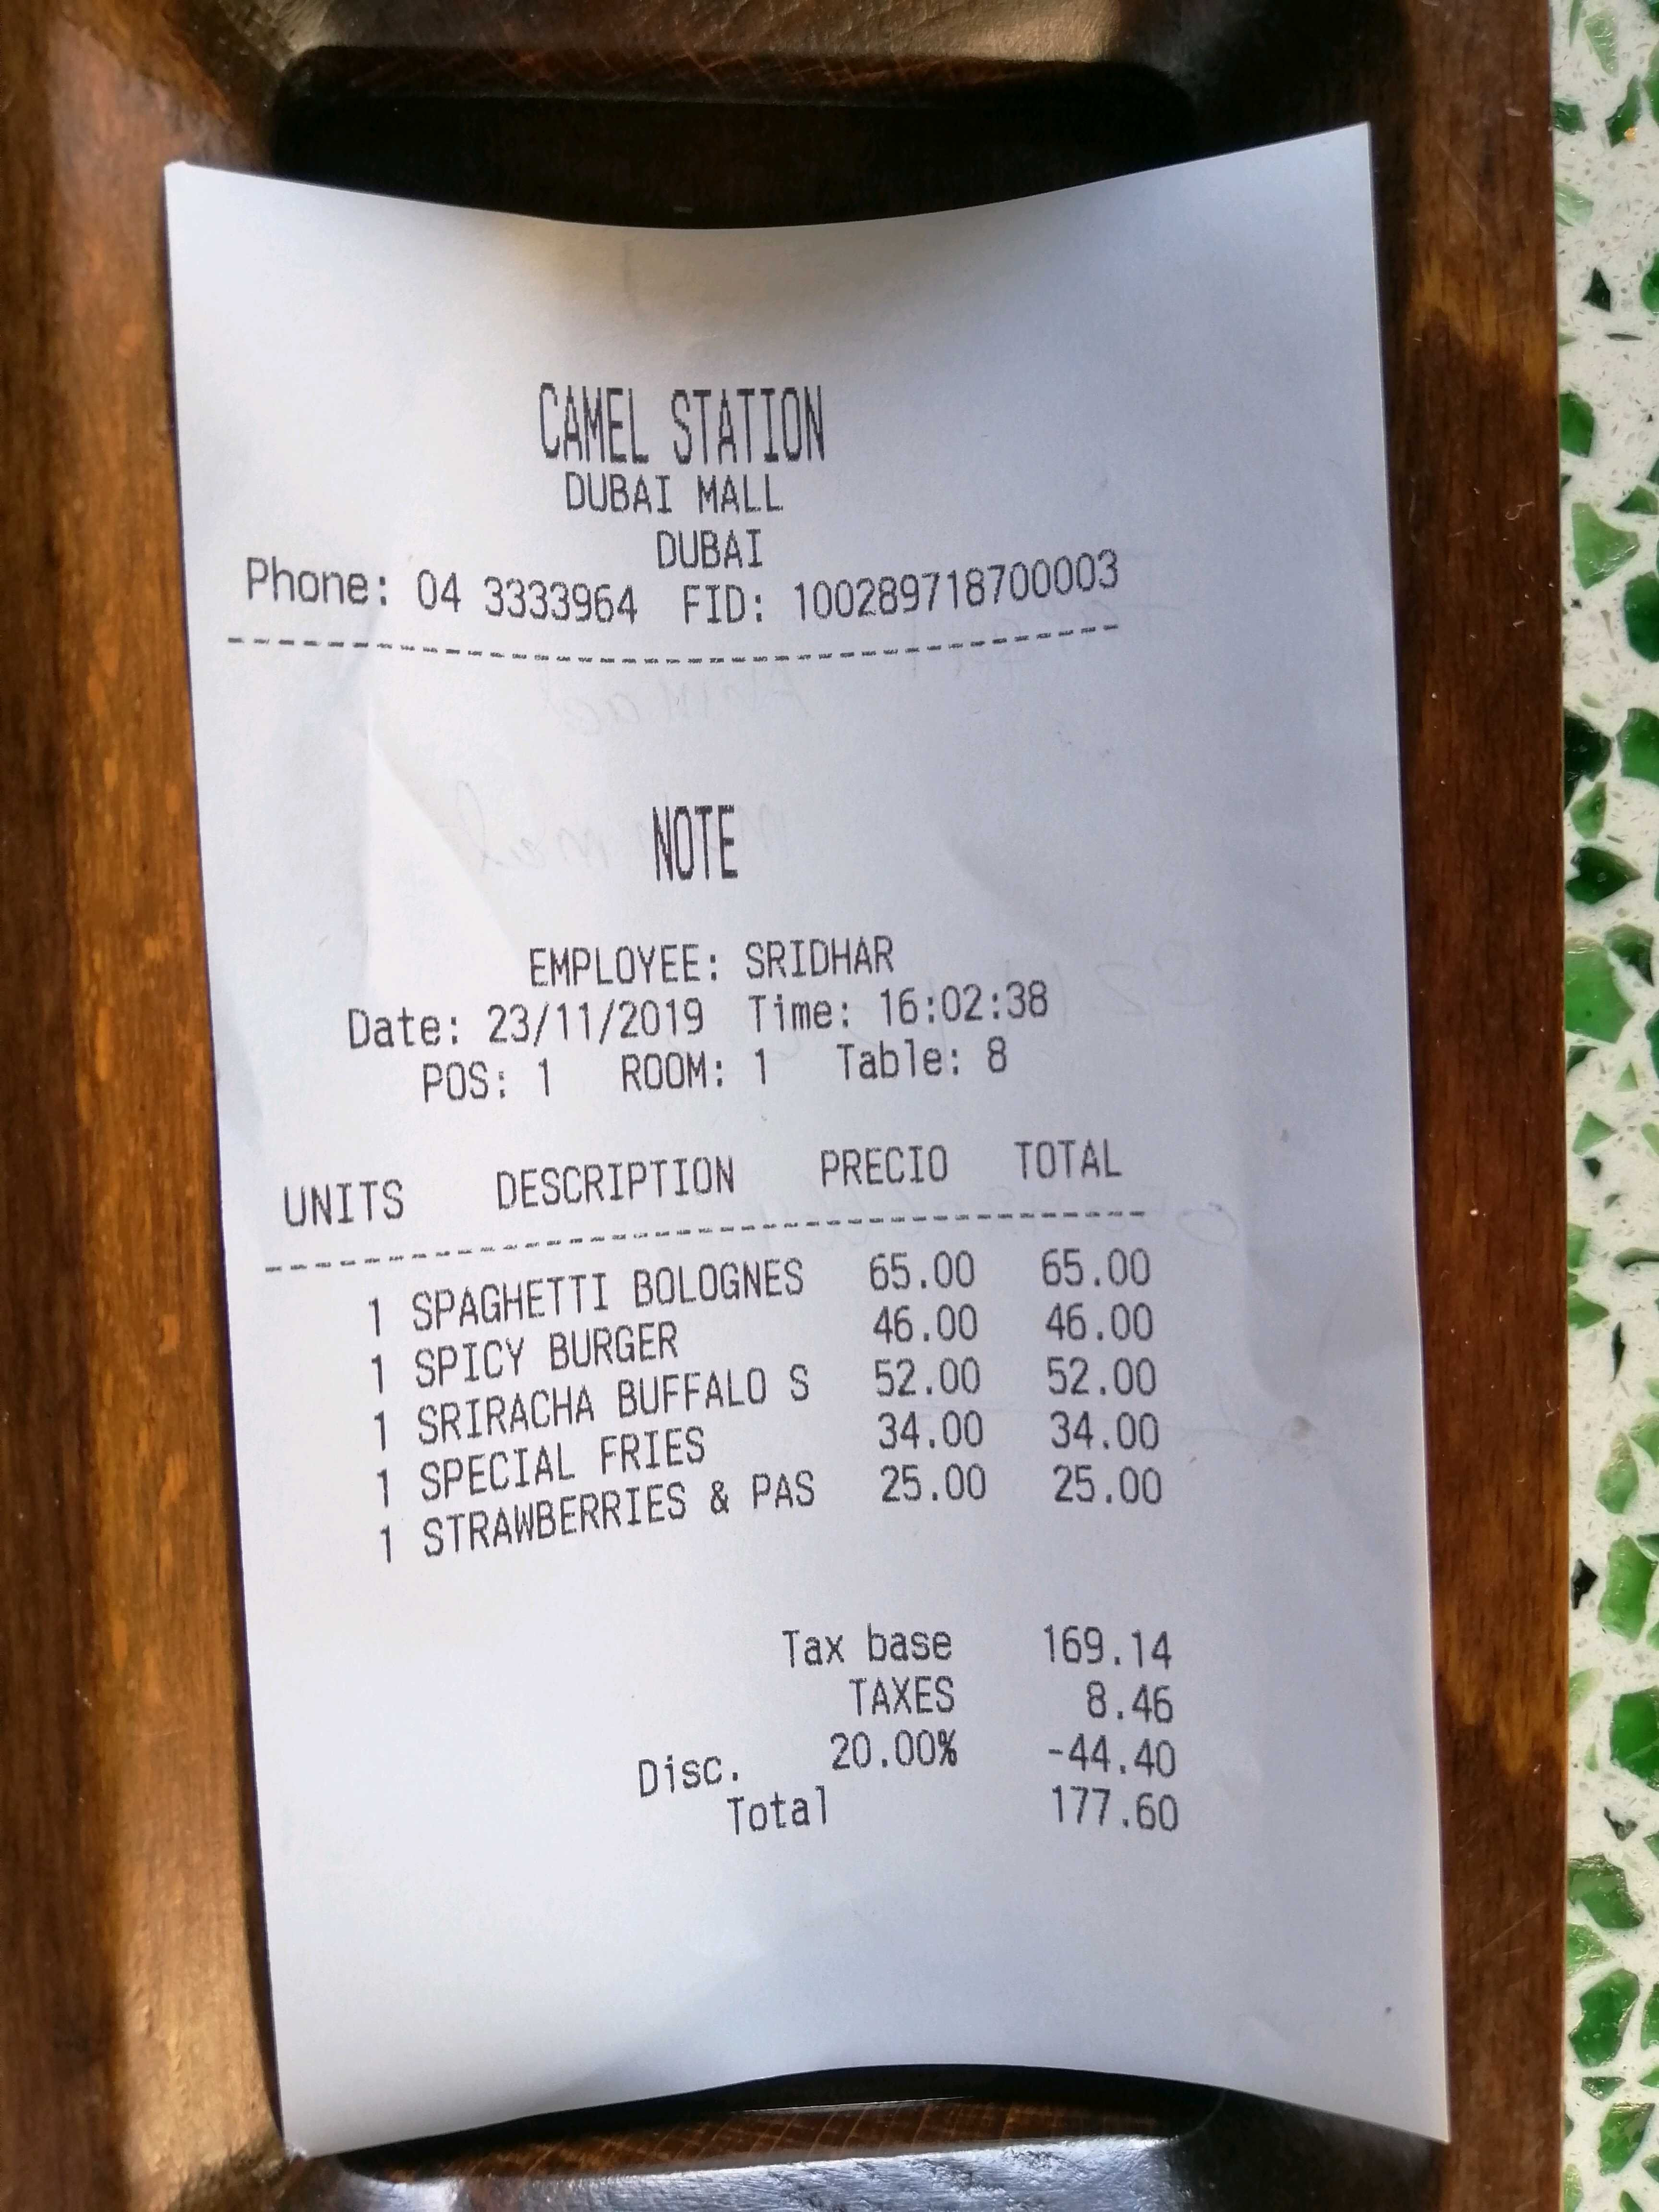 CAMEL STATION
DUBAI MALL
DUBAI
Phone: 04 3333964 FID: 100289718700003
NOTE
EMPLOYEE: SRIDHAR
Date: 23/11/2019 Time: 16:02:38
POS: 1 ROOM: 1 Table: 8
UNITS DESCRIPTION PRECIO TOTAL
1 SPAGHETTI BOLOGNES 65.00 65.00
1 SPICY BURGER 46.00 46.00
1 SRIRACHA BUFFALO S 52.00 52.00
1 SPECIAL FRIES 34.00 34.00
1 STRAWBERRIES & PAS 25.00 25.00
Tax base 169.14
TAXES 8.46
Disc. 20.00% -44.40
Total 177.60